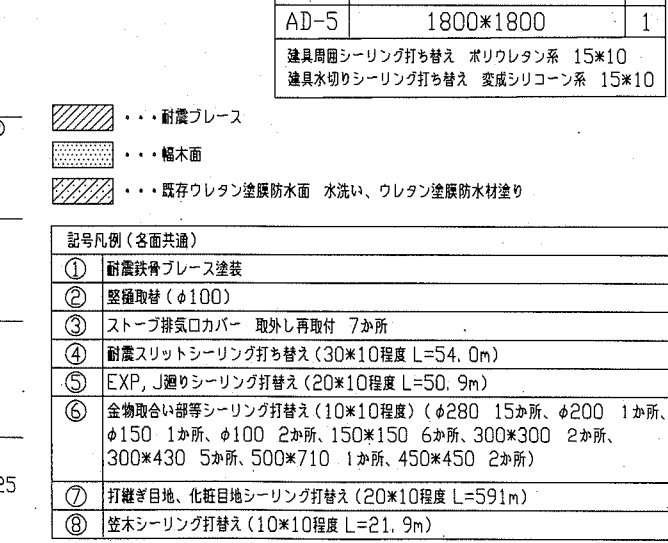 AD-5 1800*1800 1
建具周囲シーリング打ち替え ポリウレタン系 15*10
建具水切りシーリング打ち替え 変成シリコーン系 15*10
・・・耐震ブレース
・・・幅木面
・・・既存ウレタン塗膜防水面 水洗い、ウレタン塗膜防水材塗り
記号凡例(各面共通)
① 耐震鉄骨ブレース塗装
② 竪樋取替(φ100)
③ ストーブ排気口カバー 取外し再取付 7か所
④ 耐震スリットシーリング打ち替え(30*10程度 L=54.0m)
⑤ EXP,J廻りシーリング打替え(20*10程度 L=50.9m)
⑥ 金物取合い部等シーリング打替え(10*10程度)(φ280 15か所、φ200 1か所、
φ150 1か所、φ100 2か所、150*150 6か所、300*300 2か所、
300*430 5か所、500*710 1か所、450*450 2か所)
25
⑦ 打継ぎ目地、化粧目地シーリング打替え(20*10程度 L=591m)
⑧ 笠木シーリング打替え(10*10程度 L=21.9m)